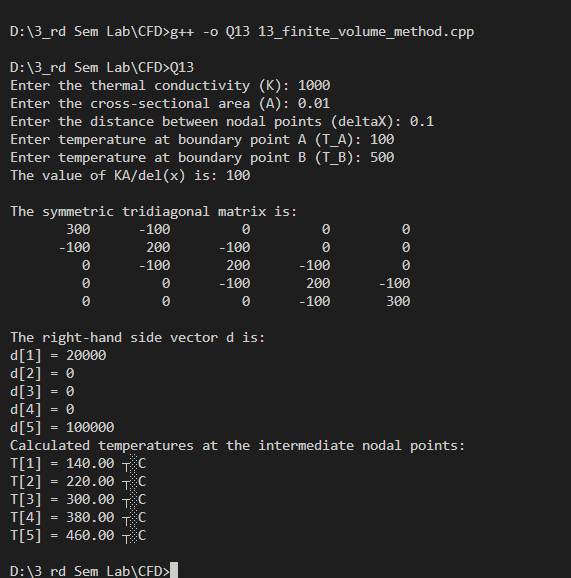 D:\3_rd Sem Lab\CFD>g++ -o Q13 13_finite_volume_method.cpp
D:\3_rd Sem Lab\CFD>Q13
Enter the thermal conductivity (K): 1000
Enter the cross-sectional area (A): 0.01
Enter the distance between nodal points (deltaX): 0.1
Enter temperature at boundary point A (T_A): 100
Enter temperature at boundary point B (T_B): 500
The value of KA/del(x) is: 100
The symmetric tridiagonal matrix is:
300 -100 0 0 0
-100 200 -100 0 0
0 -100 200 -100 0
0 0 -100 200 -100
0 0 0 -100 300
The right-hand side vector d is:
d[1] = 20000
d[2] = 0
d[3] = 0
d[4] = 0
d[5] = 100000
Calculated temperatures at the intermediate nodal points:
T[1] = 140.00 ┬░C
T[2] = 220.00 ┬░C
T[3] = 300.00 ┬░C
T[4] = 380.00 ┬░C
T[5] = 460.00 ┬░C
D:\3_rd Sem Lab\CFD>